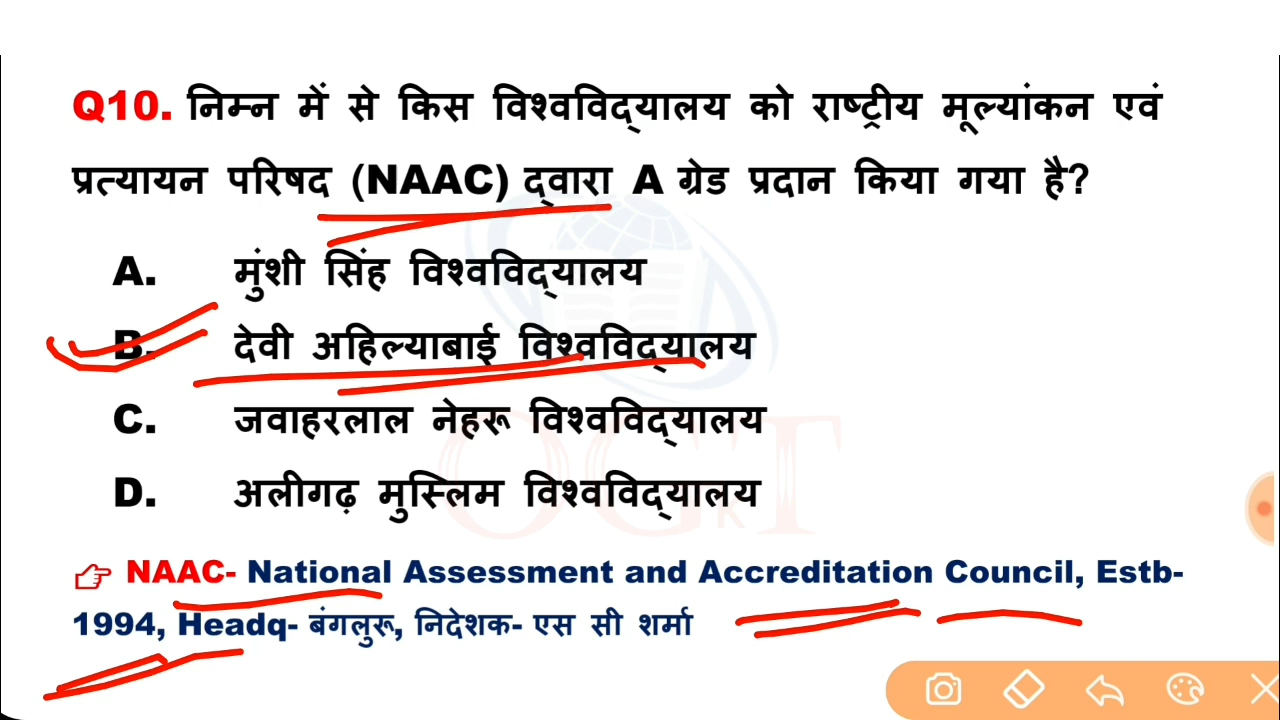 Q10. निम्न में से किस विश्वविद्यालय को राष्ट्रीय मूल्यांकन एवं
प्रत्यायन परिषद (NAAC) द्वारा A ग्रेड प्रदान किया गया है?
A. मुंशी सिंह विश्वविद्यालय
B. देवी अहिल्याबाई विश्वविद्यालय
C. जवाहरलाल नेहरू विश्वविद्यालय
D. अलीगढ़ मुस्लिम विश्वविद्यालय
OGkT
NAAC- National Assessment and Accreditation Council, Estb-
1994, Headq- बंगलुरू, निदेशक- एस सी शर्मा